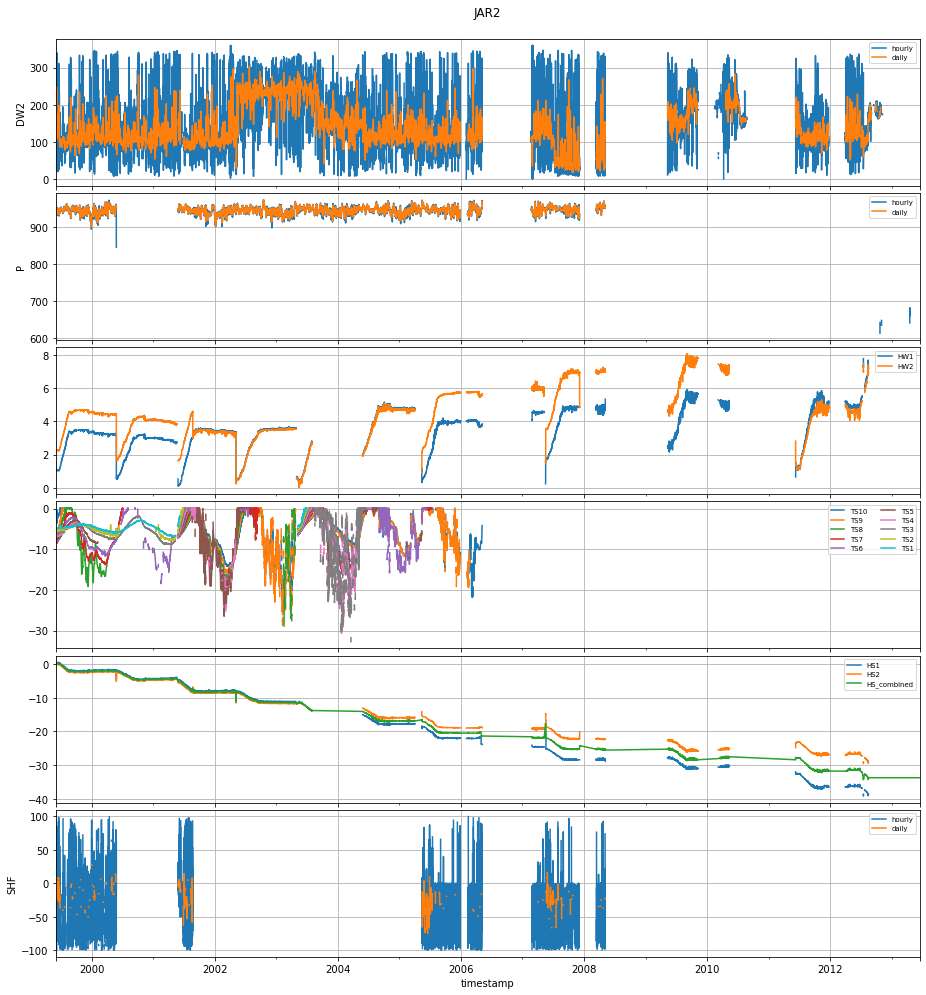 JAR2
300
200
100
0
DW2
hourly
daily
900
800
700
600
P
hourly
daily
8
6
4
2
0
HW1
HW2
0
−10
−20
−30
TS10 TS5
TS9 TS4
TS8 TS3
TS7 TS2
TS6 TS1
0
−10
−20
−30
−40
HS1
HS2
HS_combined
100
50
0
−50
−100
SHF
hourly
daily
2000 2002 2004 2006 2008 2010 2012
timestamp